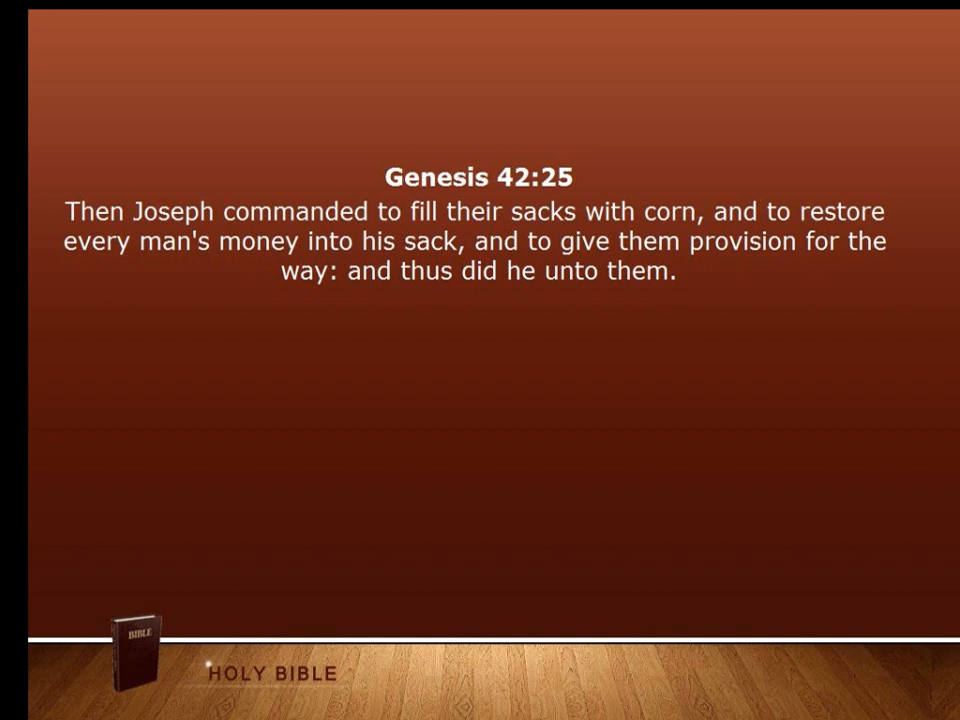 Genesis 42:25
Then Joseph commanded to fill their sacks with corn, and to restore
every man's money into his sack, and to give them provision for the
way: and thus did he unto them.
BIBLE
HOLY BIBLE